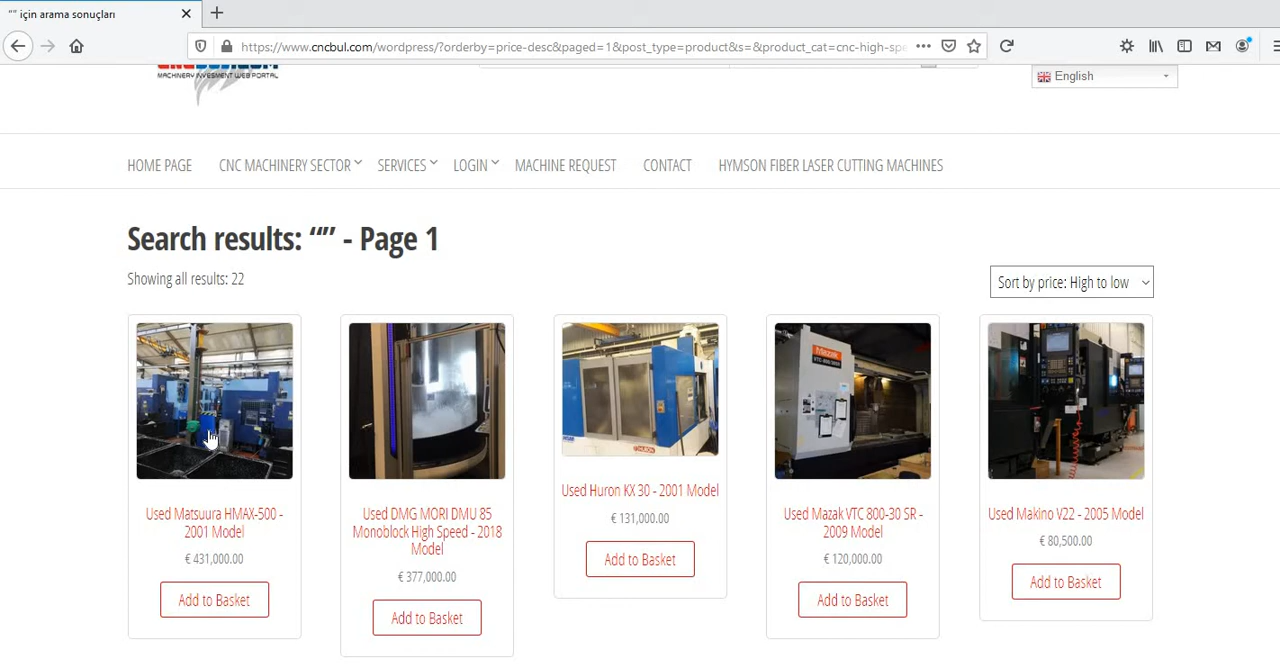 "" için arama sonuçları
https://www.cncbul.com/wordpress/?orderby=price-desc&paged=1&post_type=product&s=&product_cat=cnc-high-spe
MACHINERY INVESMENT WEB PORTAL
English
HOME PAGE CNC MACHINERY SECTOR SERVICES LOGIN MACHINE REQUEST CONTACT HYMSON FIBER LASER CUTTING MACHINES
Search results: “” - Page 1
Showing all results: 22
Sort by price: High to low
Used Matsuura HMAX-500 -
2001 Model
€ 431,000.00
Add to Basket
Used DMG MORI DMU 85
Monoblock High Speed - 2018
Model
€ 377,000.00
Add to Basket
HURON
Used Huron KX 30 - 2001 Model
€ 131,000.00
Add to Basket
Mazak
Used Mazak VTC 800-30 SR -
2009 Model
€ 120,000.00
Add to Basket
Used Makino V22 - 2005 Model
€ 80,500.00
Add to Basket